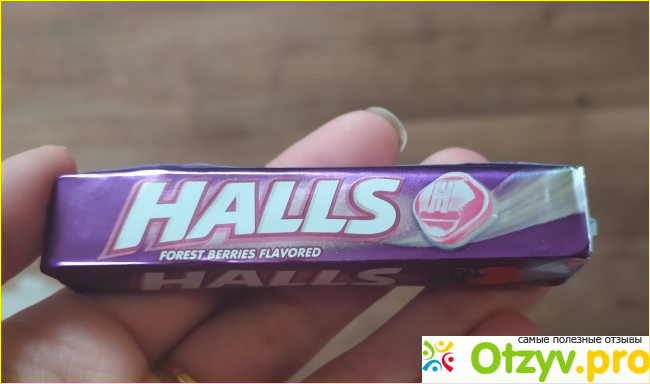 HALLS
FOREST BERRIES FLAVORED
HALLS
самые полезные отзывы
Otzyv.pro